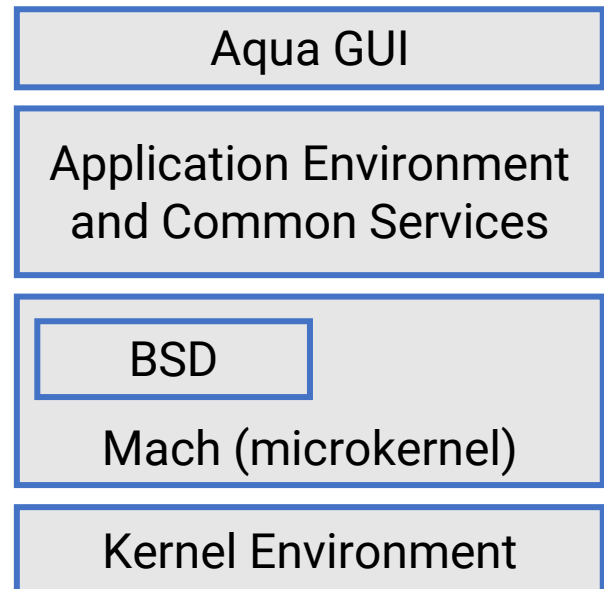 Aqua GUI
Application Environment
and Common Services
BSD
Mach (microkernel)
Kernel Environment